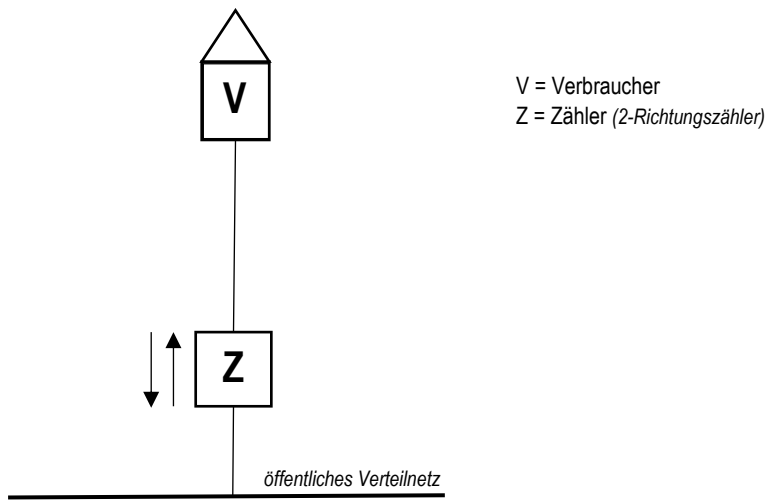 V
V = Verbraucher
Z = Zähler (2-Richtungszähler)
Z
öffentliches Verteilnetz